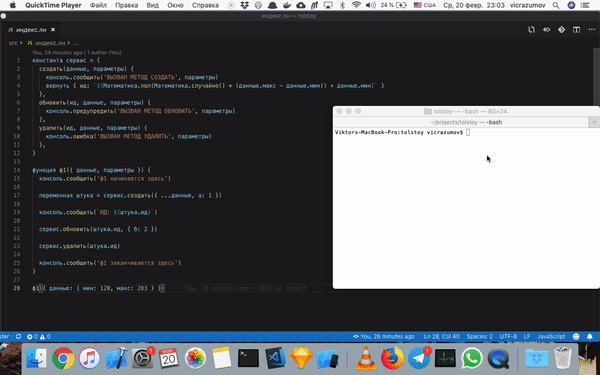 QuickTime Player Файл Правка Вид Окно Справка 24 % США Ср, 20 февр. 23:03 vicrazumov
индекс.лн — tolstoy
JS индекс.лн
src › JS индекс.лн › ...
You, 24 minutes ago | 1 author (You)
1 константа сервис = {
2 создать(данные, параметры) {
3 консоль.сообщить('ВЫЗВАН МЕТОД СОЗДАТЬ', параметры)
4 вернуть { ид: `${Математика.пол(Математика.случайно() * (данные.макс - данные.мин)) + данные.мин}` }
5 },
6 обновить(ид, данные, параметры) {
7 консоль.предупредить('ВЫЗВАН МЕТОД ОБНОВИТЬ', параметры)
8 },
9 удалить(ид, данные, параметры) {
10 консоль.ошибка('ВЫЗВАН МЕТОД УДАЛИТЬ', параметры)
11 },
12 }
13
14 функция ф1({ данные, параметры }) {
15 консоль.сообщить('ф1 начинается здесь')
16
17 переменная штука = сервис.создать({ ...данные, а: 1 })
18
19 консоль.сообщить(`ИД: ${штука.ид}`)
20
21 сервис.обновить(штука.ид, { б: 2 })
22
23 сервис.удалить(штука.ид)
24
25 консоль.сообщить('ф1 заканчивается здесь')
26 }
27
28 ф1({ данные: { мин: 120, макс: 283 } }) You, 26 minutes ago • Initial commit
tolstoy — -bash — 80×24
~/projects/tolstoy — -bash
Viktors-MacBook-Pro:tolstoy vicrazumov$
ster 0 0 You, 26 minutes ago Ln 28, Col 40 Spaces: 2 UTF-8 LF JavaScript
20